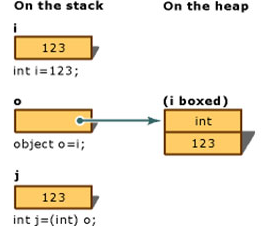 On the stack On the heap
i
123
int i=123;
o (i boxed)
int
object o=i; 123
j
123
int j=(int) o;